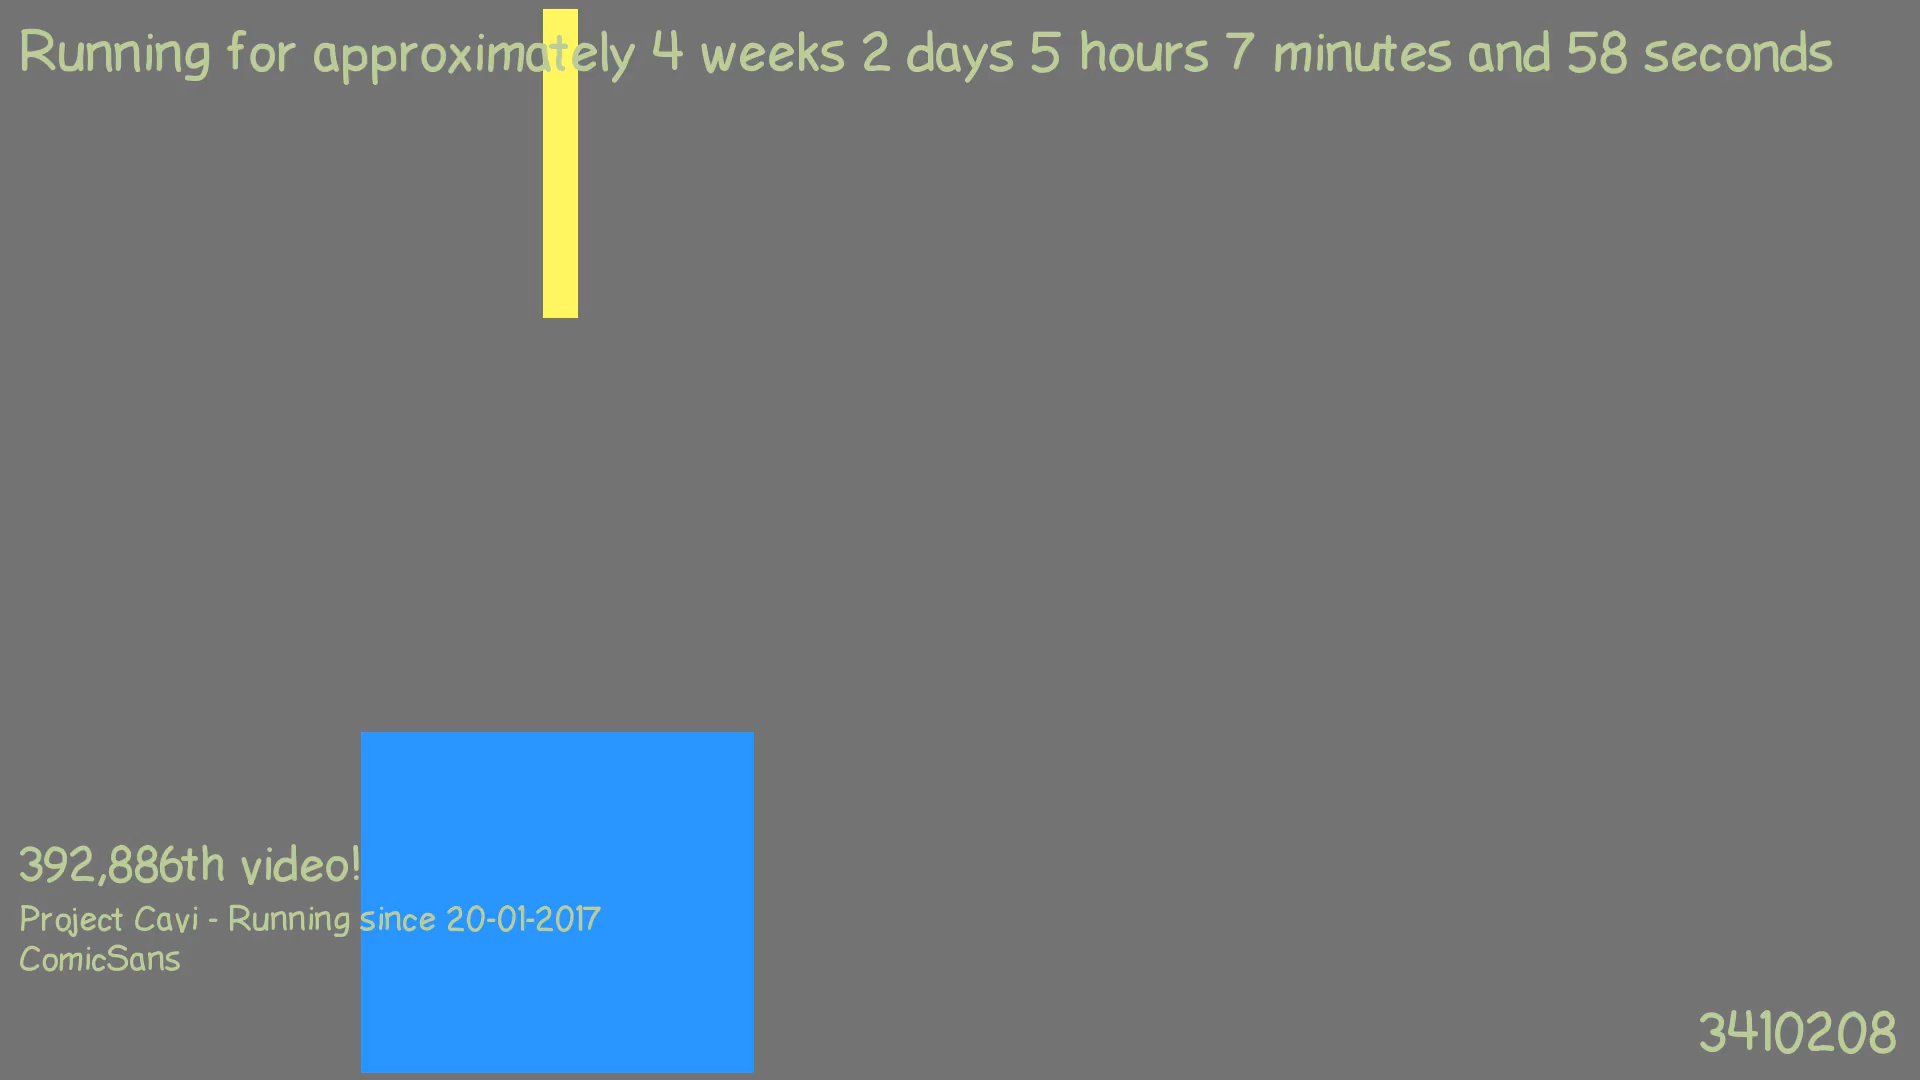 Running for approximately 4 weeks 2 days 5 hours 7 minutes and 58 seconds
392,886th video!
Project Cavi - Running since 20-01-2017
ComicSans
3410208